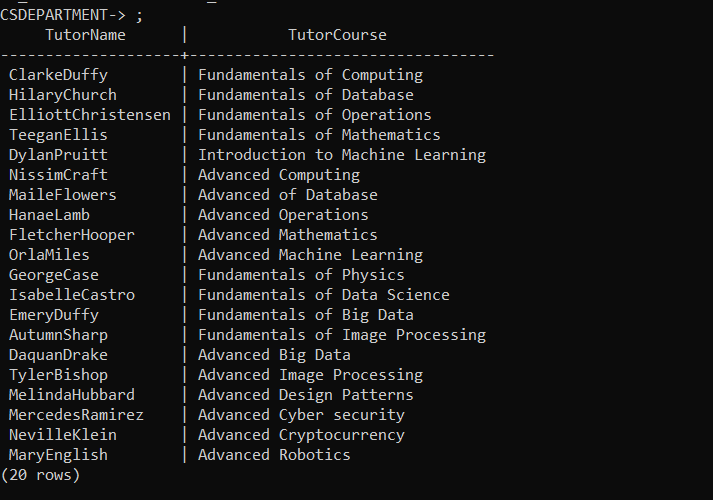 CSDEPARTMENT-> ;
TutorName | TutorCourse
--------------------+----------------------------------
ClarkeDuffy | Fundamentals of Computing
HilaryChurch | Fundamentals of Database
ElliottChristensen | Fundamentals of Operations
TeeganEllis | Fundamentals of Mathematics
DylanPruitt | Introduction to Machine Learning
NissimCraft | Advanced Computing
MaileFlowers | Advanced of Database
HanaeLamb | Advanced Operations
FletcherHooper | Advanced Mathematics
OrlaMiles | Advanced Machine Learning
GeorgeCase | Fundamentals of Physics
IsabelleCastro | Fundamentals of Data Science
EmeryDuffy | Fundamentals of Big Data
AutumnSharp | Fundamentals of Image Processing
DaquanDrake | Advanced Big Data
TylerBishop | Advanced Image Processing
MelindaHubbard | Advanced Design Patterns
MercedesRamirez | Advanced Cyber security
NevilleKlein | Advanced Cryptocurrency
MaryEnglish | Advanced Robotics
(20 rows)